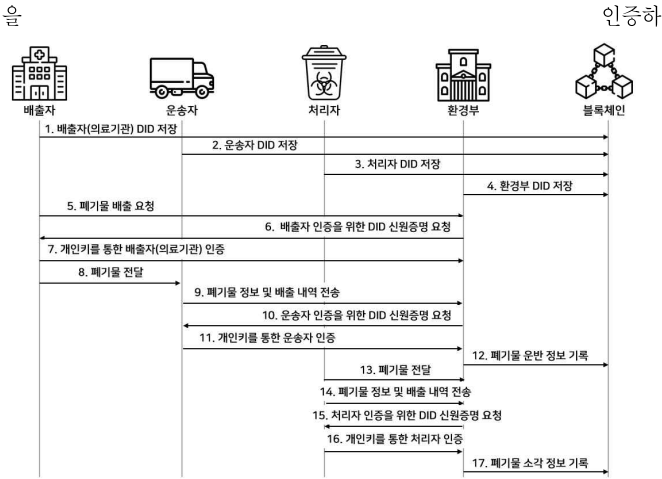 을 인증하
배출자 운송자 처리자 환경부 블록체인
1. 배출자(의료기관) DID 저장
2. 운송자 DID 저장
3. 처리자 DID 저장
4. 환경부 DID 저장
5. 폐기물 배출 요청
6. 배출자 인증을 위한 DID 신원증명 요청
7. 개인키를 통한 배출자(의료기관) 인증
8. 폐기물 전달
9. 폐기물 정보 및 배출 내역 전송
10. 운송자 인증을 위한 DID 신원증명 요청
11. 개인키를 통한 운송자 인증
12. 폐기물 운반 정보 기록
13. 폐기물 전달
14. 폐기물 정보 및 배출 내역 전송
15. 처리자 인증을 위한 DID 신원증명 요청
16. 개인키를 통한 처리자 인증
17. 폐기물 소각 정보 기록